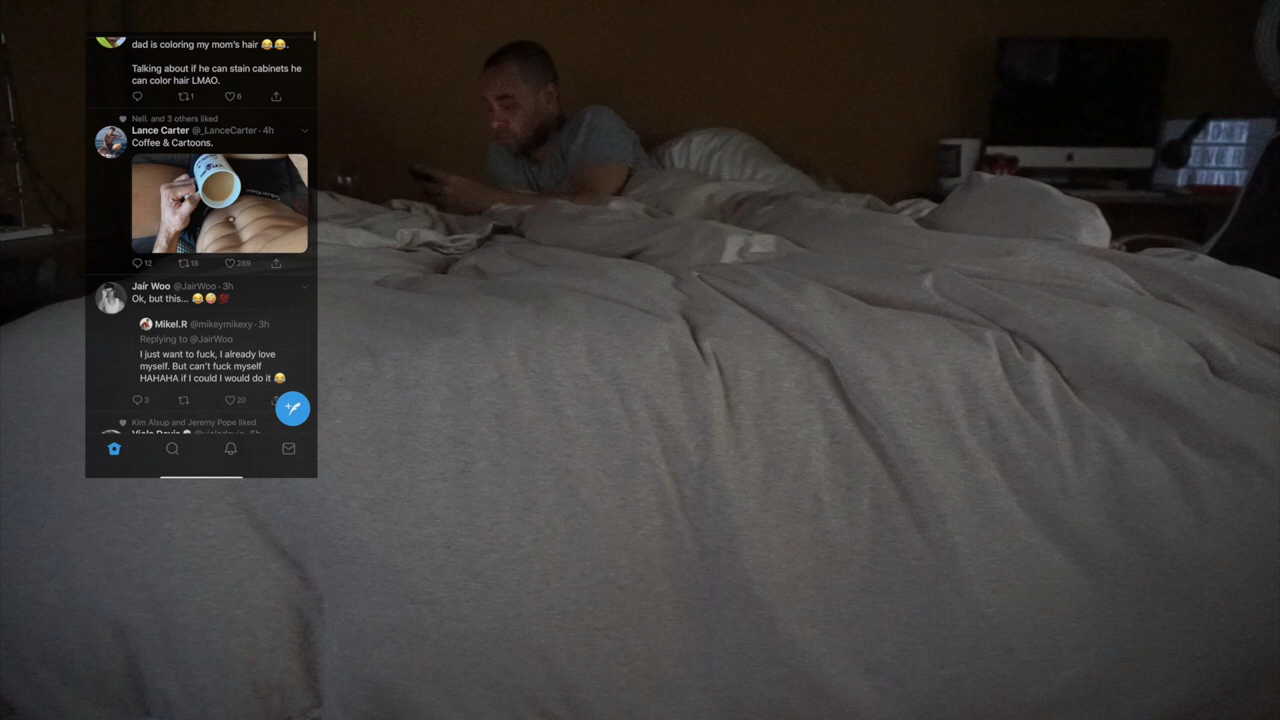 dad is coloring my mom's hair 😂😂.
Talking about if he can stain cabinets he
can color hair LMAO.
1 6
Nell. and 3 others liked
Lance Carter @_LanceCarter · 4h
Coffee & Cartoons.
12 18 289
Jaír Woo @JairWoo · 3h
Ok, but this... 😂🤣💯
Mikel.R @mikeymikexy · 3h
Replying to @JairWoo
I just want to fuck, I already love
myself. But can't fuck myself
HAHAHA if I could I would do it 😂
3 20
Kim Alsup and Jeremy Pope liked